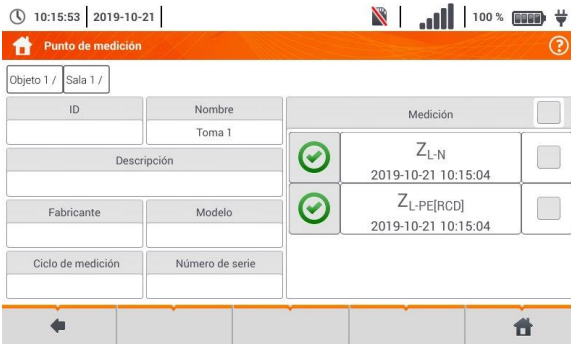 10:15:53 2019-10-21 100 %
Punto de medición ?
Objeto 1 / Sala 1 /
ID Nombre Medición
Toma 1
Descripción
ZL-N
2019-10-21 10:15:04
ZL-PE[RCD]
2019-10-21 10:15:04
Fabricante Modelo
Ciclo de medición Número de serie